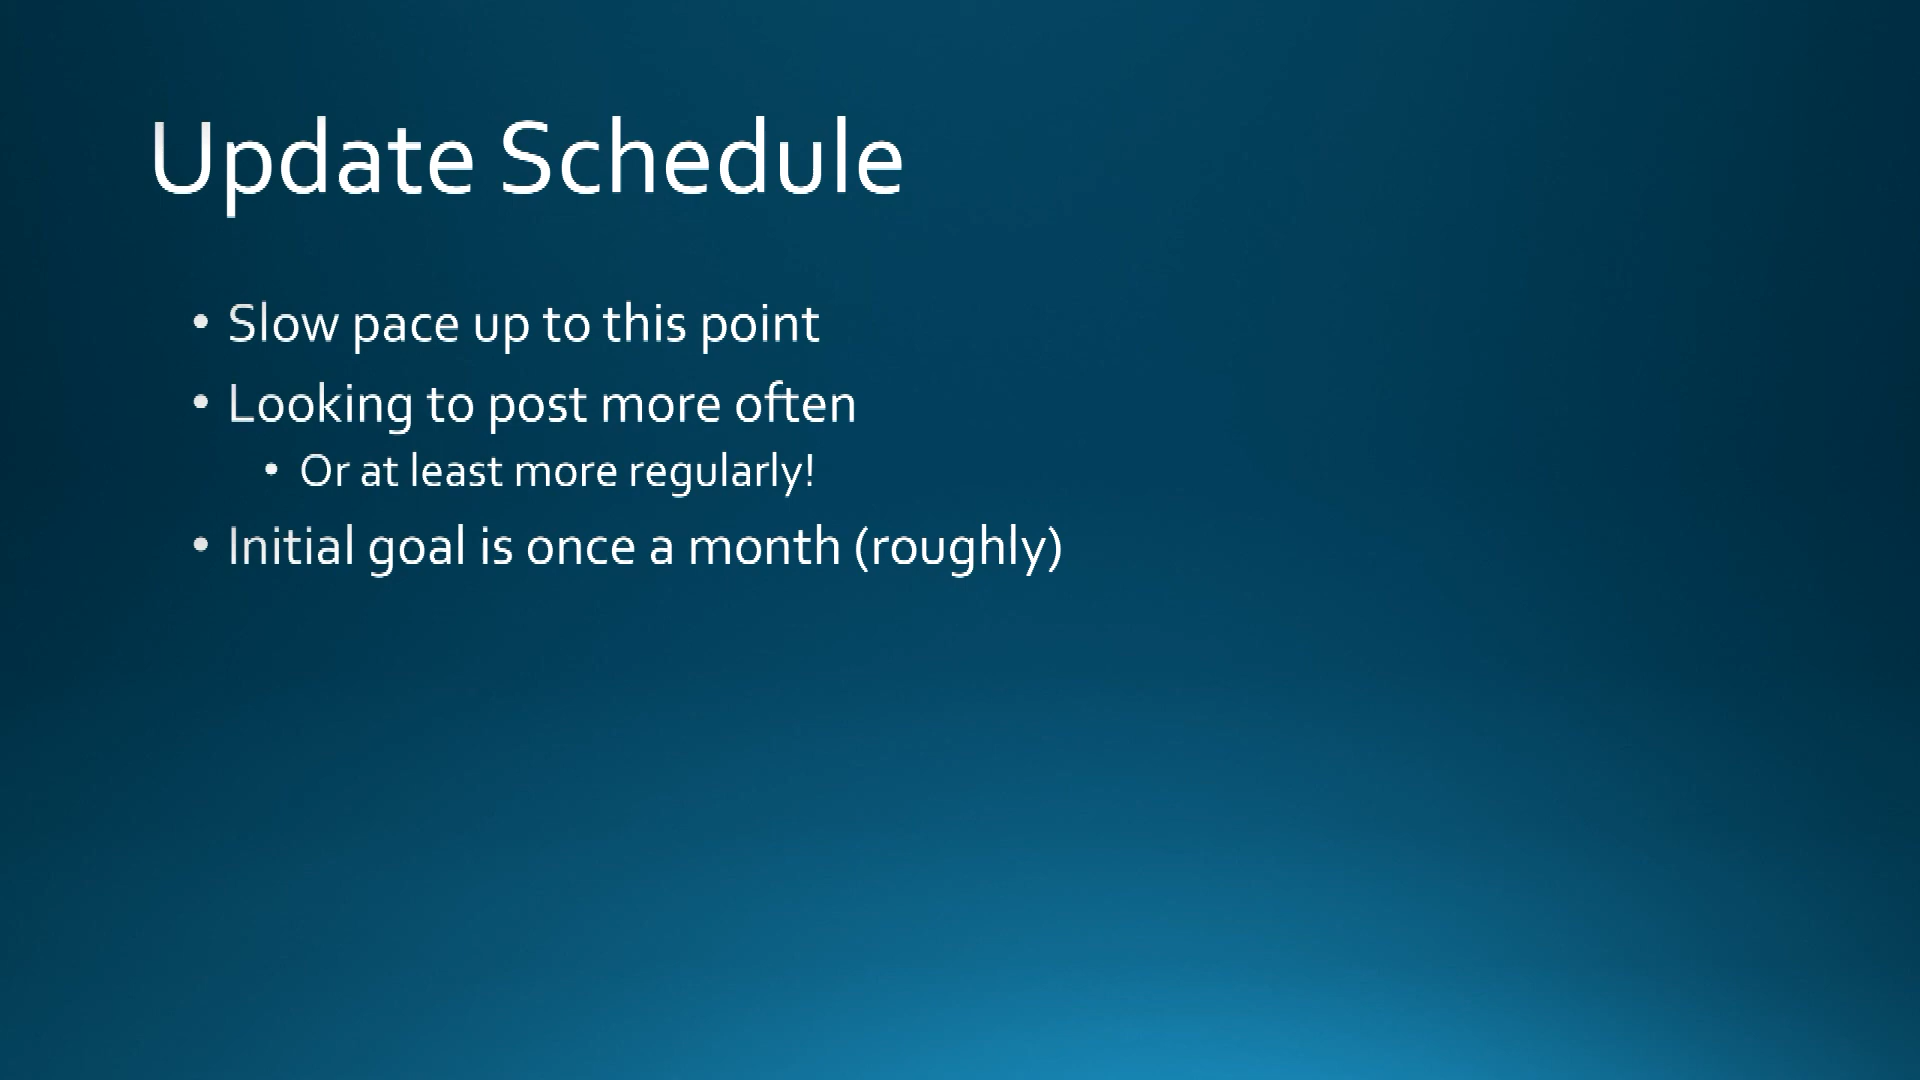 Update Schedule
• Slow pace up to this point
• Looking to post more often
• Or at least more regularly!
• Initial goal is once a month (roughly)